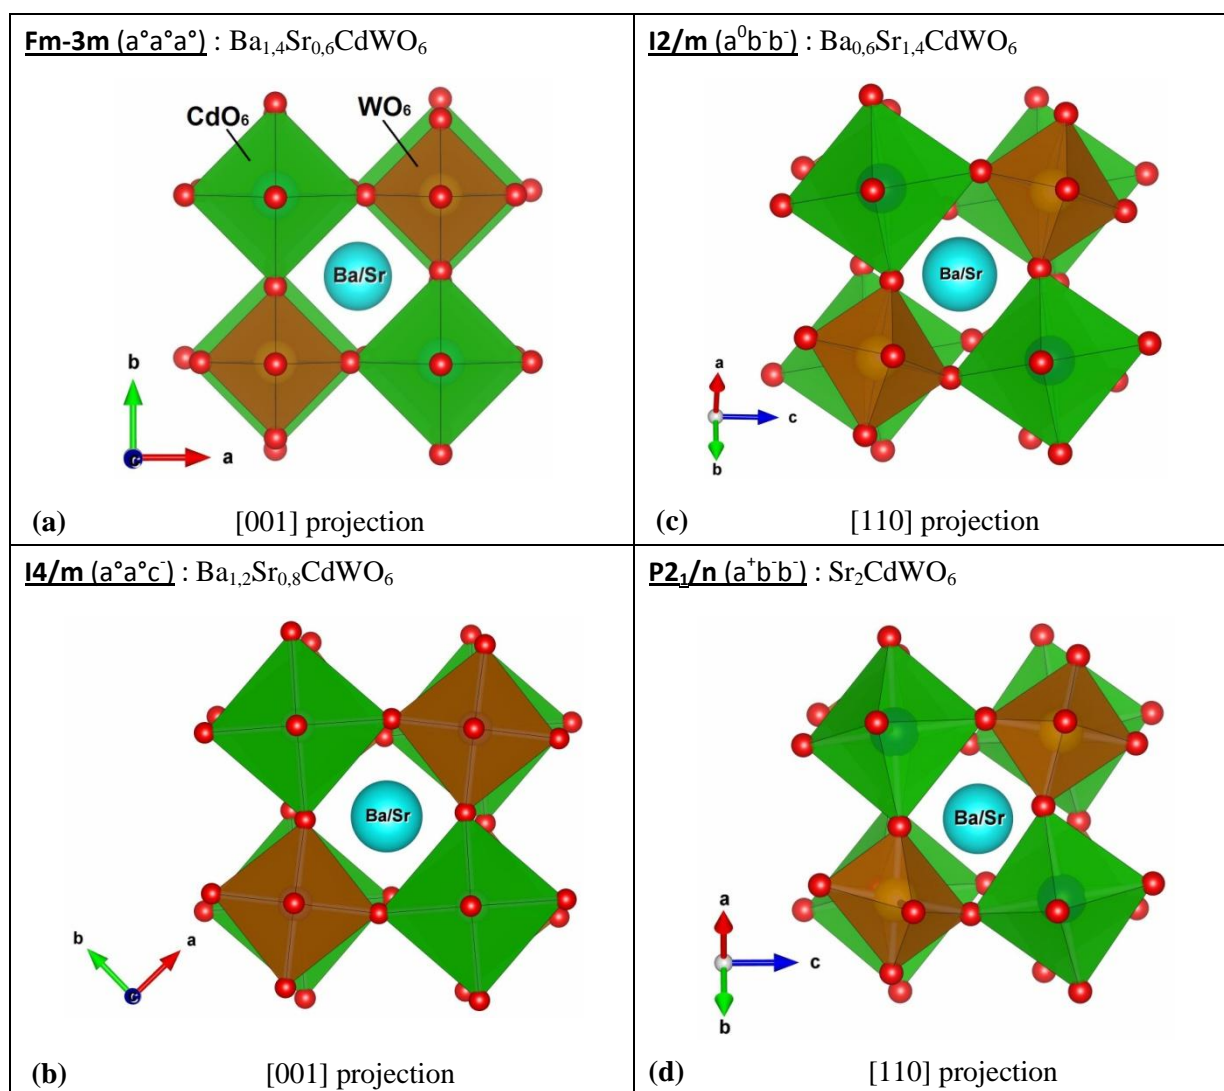 Fm-3m (a°a°a°) : Ba1,4Sr0,6CdWO6
CdO6
WO6
Ba/Sr
b
c
a
(a) [001] projection
I2/m (a⁰b⁻b⁻) : Ba0,6Sr1,4CdWO6
Ba/Sr
a
c
b
(c) [110] projection
I4/m (a°a°c⁻) : Ba1,2Sr0,8CdWO6
Ba/Sr
b
a
c
(b) [001] projection
P21/n (a⁺b⁻b⁻) : Sr2CdWO6
Ba/Sr
a
c
b
(d) [110] projection